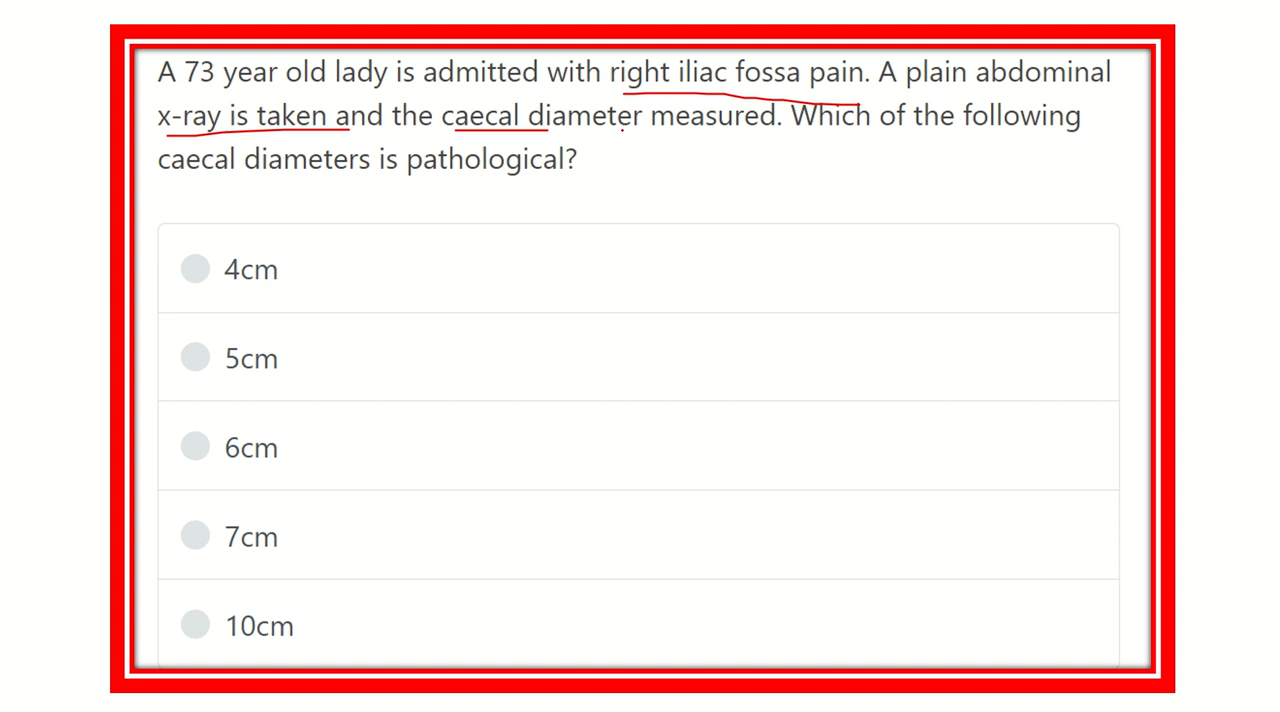 A 73 year old lady is admitted with right iliac fossa pain. A plain abdominal
x-ray is taken and the caecal diameter measured. Which of the following
caecal diameters is pathological?
4cm
5cm
6cm
7cm
10cm